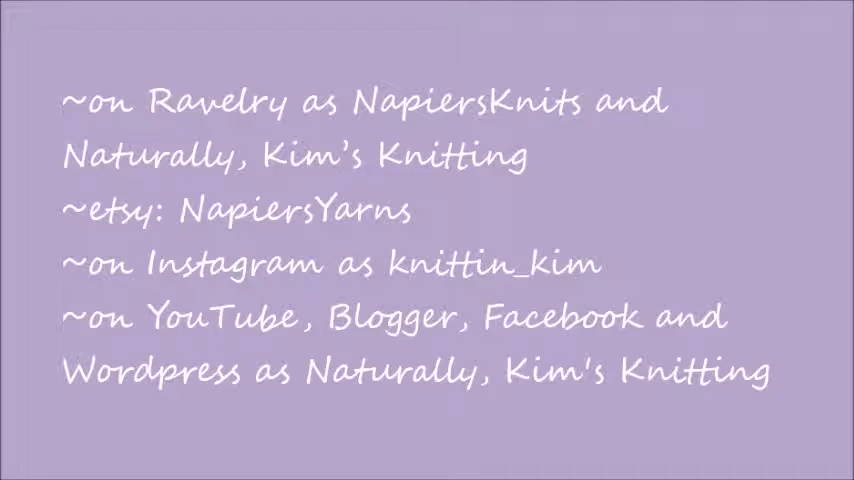 ~on Ravelry as NapiersKnits and
Naturally, Kim’s Knitting
~etsy: NapiersYarns
~on Instagram as knittin_kim
~on YouTube, Blogger, Facebook and
Wordpress as Naturally, Kim's Knitting